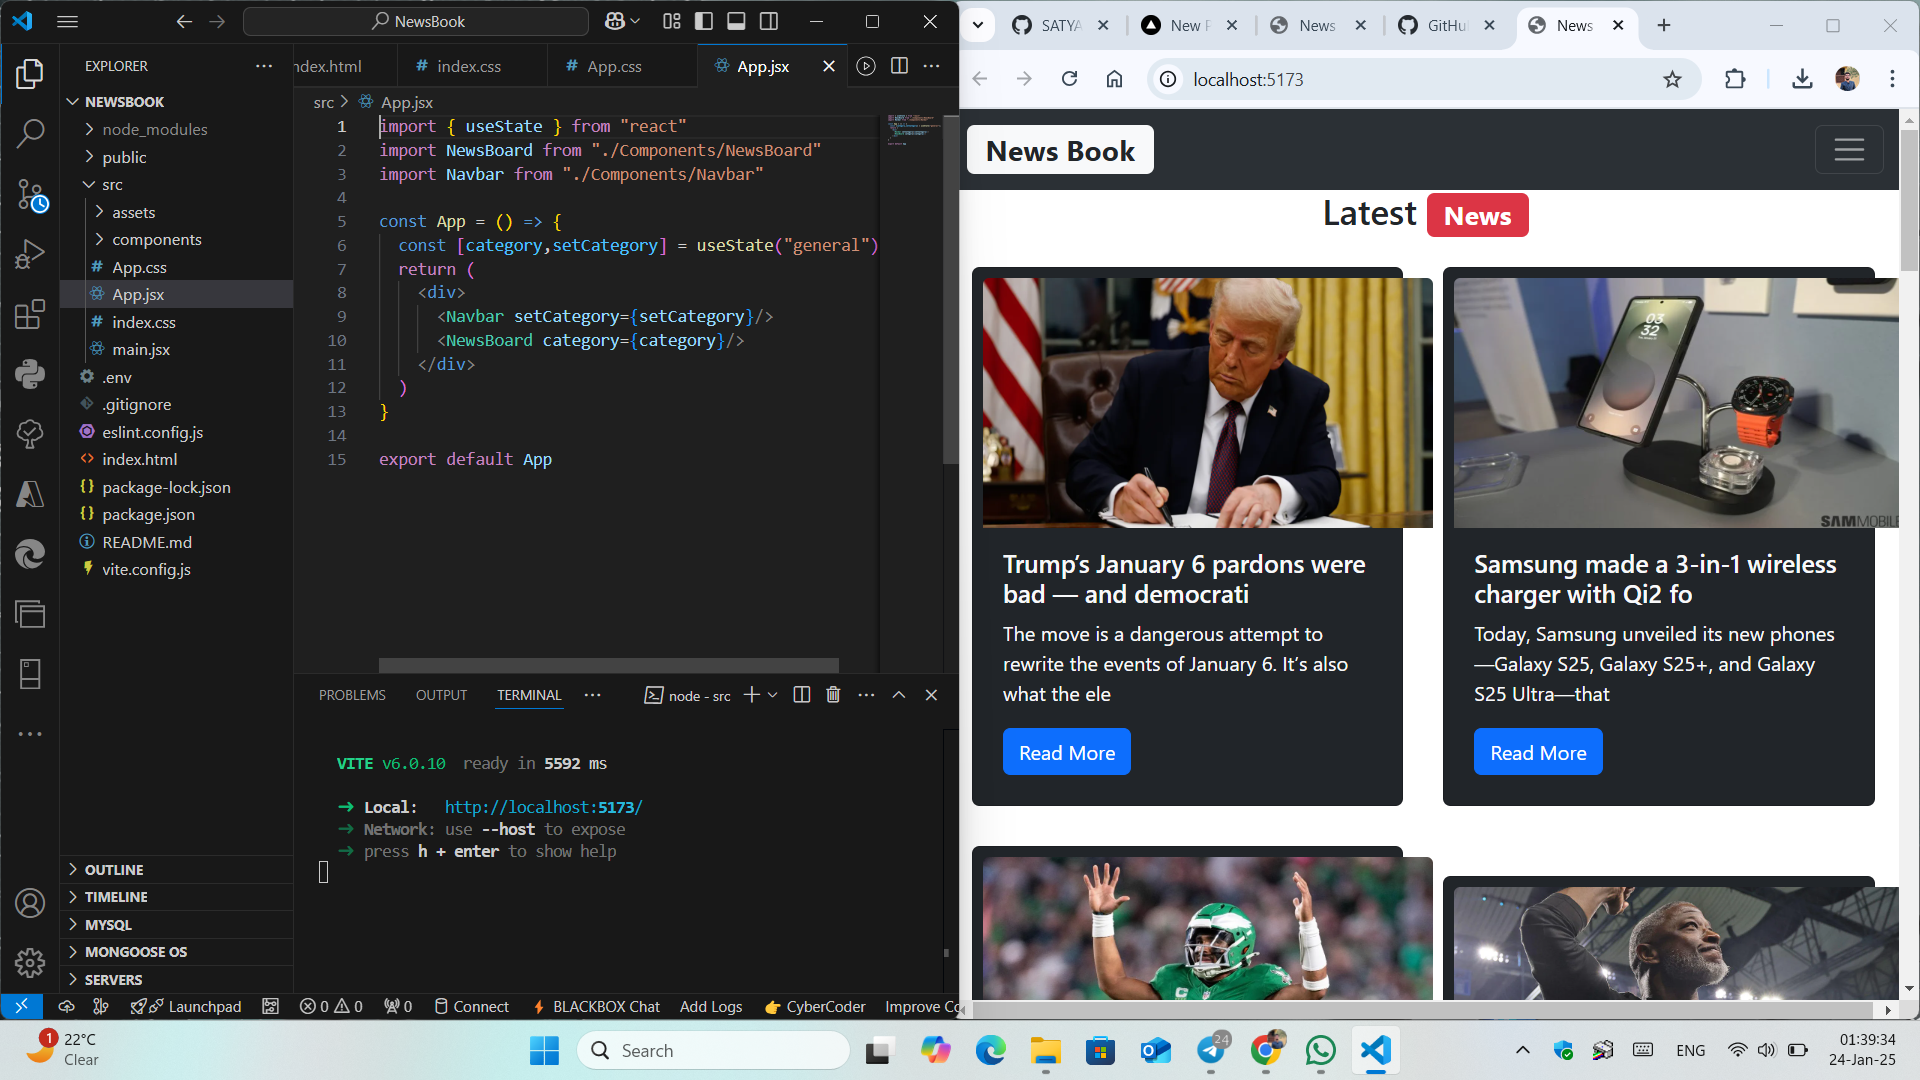 NewsBook
EXPLORER
NEWSBOOK
node_modules
public
src
assets
components
App.css
App.jsx
index.css
main.jsx
.env
.gitignore
eslint.config.js
index.html
package-lock.json
package.json
README.md
vite.config.js
OUTLINE
TIMELINE
MYSQL
MONGOOSE OS
SERVERS
ndex.html
index.css
App.css
App.jsx
src > App.jsx
1 import { useState } from "react"
2 import NewsBoard from "./Components/NewsBoard"
3 import Navbar from "./Components/Navbar"
4
5 const App = () => {
6 const [category,setCategory] = useState("general")
7 return (
8 <div>
9 <Navbar setCategory={setCategory}/>
10 <NewsBoard category={category}/>
11 </div>
12 )
13 }
14
15 export default App
PROBLEMS OUTPUT TERMINAL node - src
VITE v6.0.10 ready in 5592 ms
➜ Local: http://localhost:5173/
➜ Network: use --host to expose
➜ press h + enter to show help
Launchpad 0 0 0 Connect BLACKBOX Chat Add Logs CyberCoder Improve Co
SATYA New P News GitHu News
localhost:5173
News Book
Latest News
03
32
SAMMOBILE
Trump’s January 6 pardons were
bad — and democrati
The move is a dangerous attempt to
rewrite the events of January 6. It’s also
what the ele
Read More
Samsung made a 3-in-1 wireless
charger with Qi2 fo
Today, Samsung unveiled its new phones
—Galaxy S25, Galaxy S25+, and Galaxy
S25 Ultra—that
Read More
1
22°C
Clear
Search
24
ENG
01:39:34
24-Jan-25